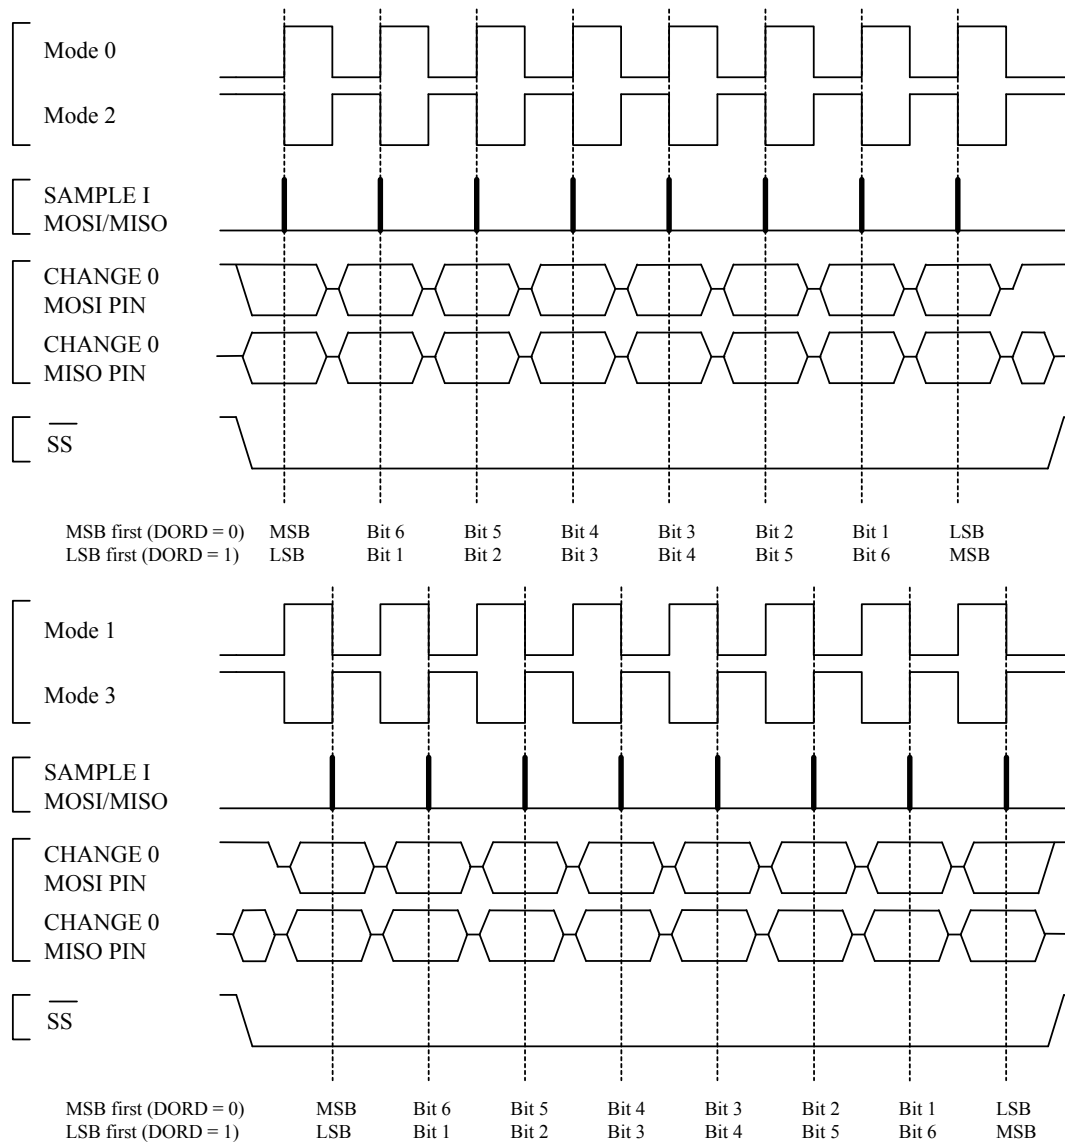 Mode 0
Mode 2
SAMPLE I
MOSI/MISO
CHANGE 0
MOSI PIN
CHANGE 0
MISO PIN
SS
MSB first (DORD = 0) MSB Bit 6 Bit 5 Bit 4 Bit 3 Bit 2 Bit 1 LSB
LSB first (DORD = 1) LSB Bit 1 Bit 2 Bit 3 Bit 4 Bit 5 Bit 6 MSB
Mode 1
Mode 3
SAMPLE I
MOSI/MISO
CHANGE 0
MOSI PIN
CHANGE 0
MISO PIN
SS
MSB first (DORD = 0) MSB Bit 6 Bit 5 Bit 4 Bit 3 Bit 2 Bit 1 LSB
LSB first (DORD = 1) LSB Bit 1 Bit 2 Bit 3 Bit 4 Bit 5 Bit 6 MSB